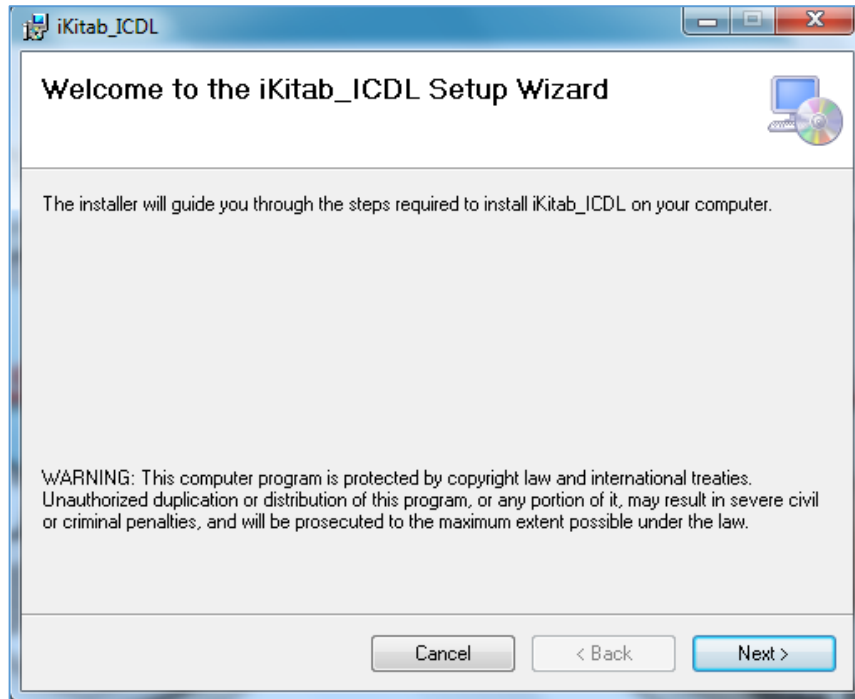 iKitab_ICDL
Welcome to the iKitab_ICDL Setup Wizard
The installer will guide you through the steps required to install iKitab_ICDL on your computer.
WARNING: This computer program is protected by copyright law and international treaties.
Unauthorized duplication or distribution of this program, or any portion of it, may result in severe civil
or criminal penalties, and will be prosecuted to the maximum extent possible under the law.
Cancel
< Back
Next >